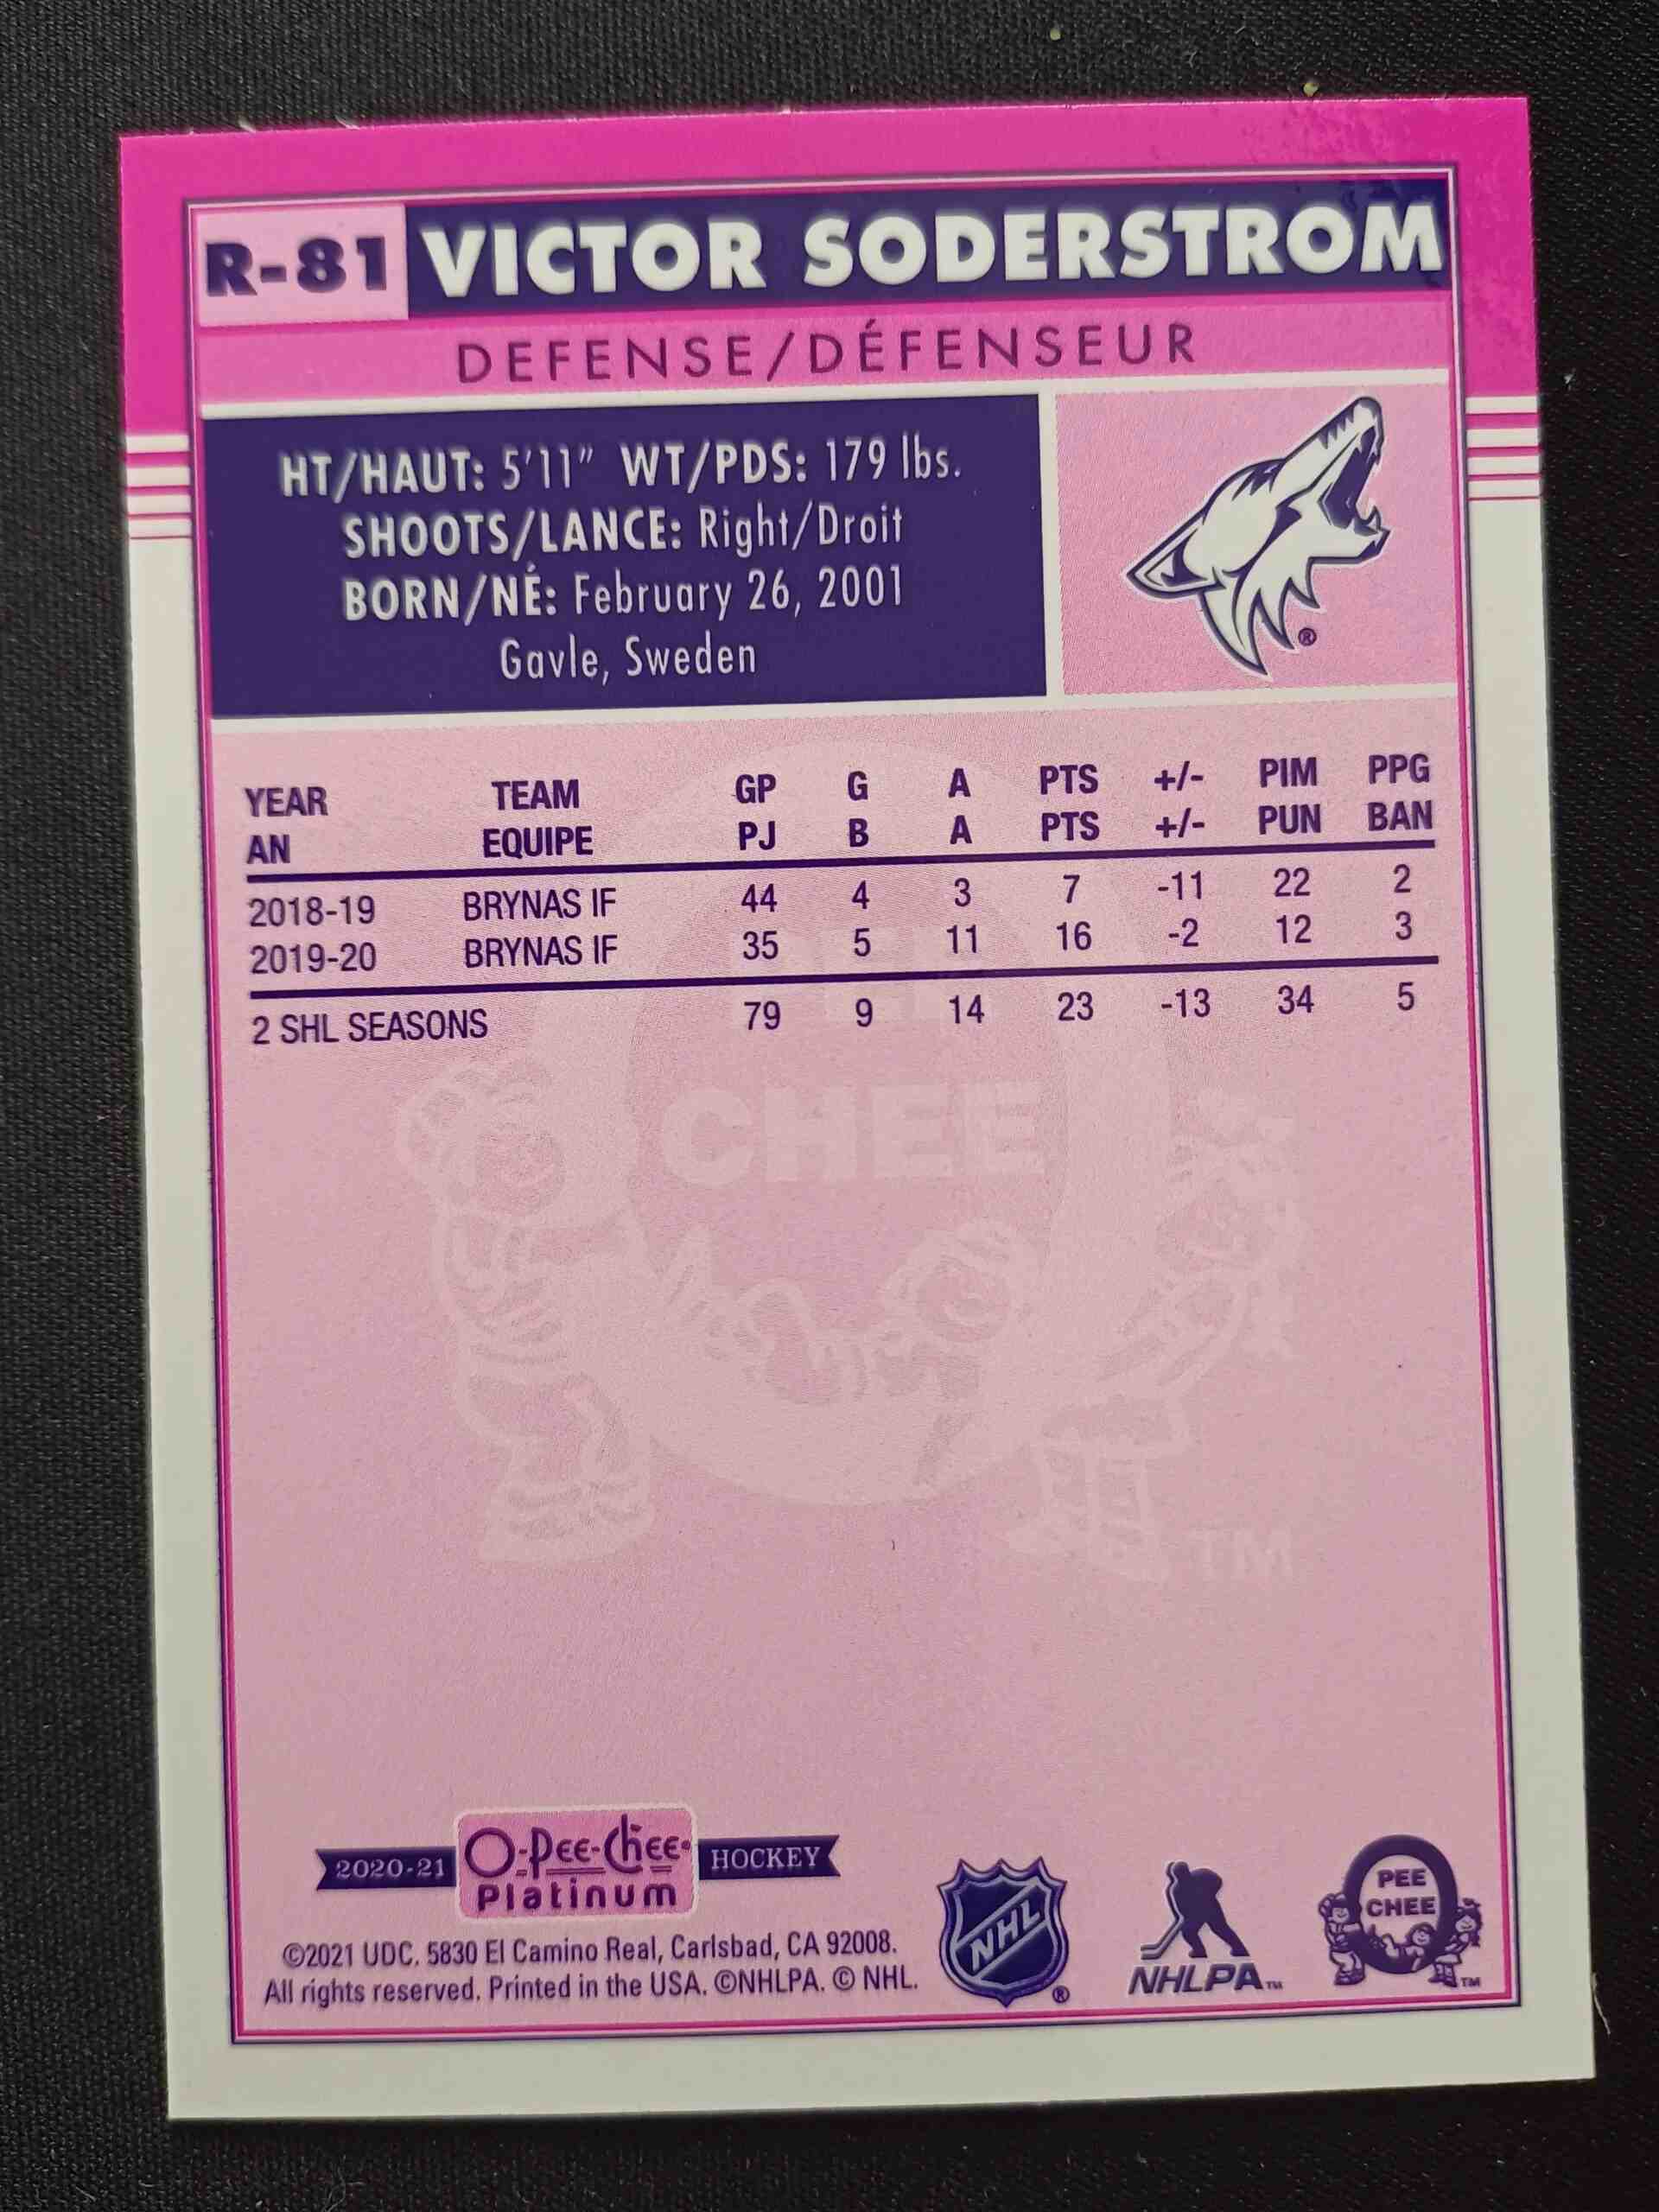 R-81 VICTOR SODERSTROM
DEFENSE/DÉFENSEUR
HT/HAUT: 5'11" WT/PDS: 179 lbs.
SHOOTS/LANCE: Right/Droit
BORN/NÉ: February 26, 2001
Gavle, Sweden
®
YEAR TEAM GP G A PTS +/- PIM PPG
AN EQUIPE PJ B A PTS +/- PUN BAN
2018-19 BRYNAS IF 44 4 3 7 -11 22 2
2019-20 BRYNAS IF 35 5 11 16 -2 12 3
2 SHL SEASONS 79 9 14 23 -13 34 5
PEE
CHEE
TM
2020-21 O-PEE-CHEE HOCKEY
Platinum
©2021 UDC. 5830 El Camino Real, Carlsbad, CA 92008.
All rights reserved. Printed in the USA. ©NHLPA. © NHL.
NHL ®
NHLPA TM
PEE
CHEE
TM